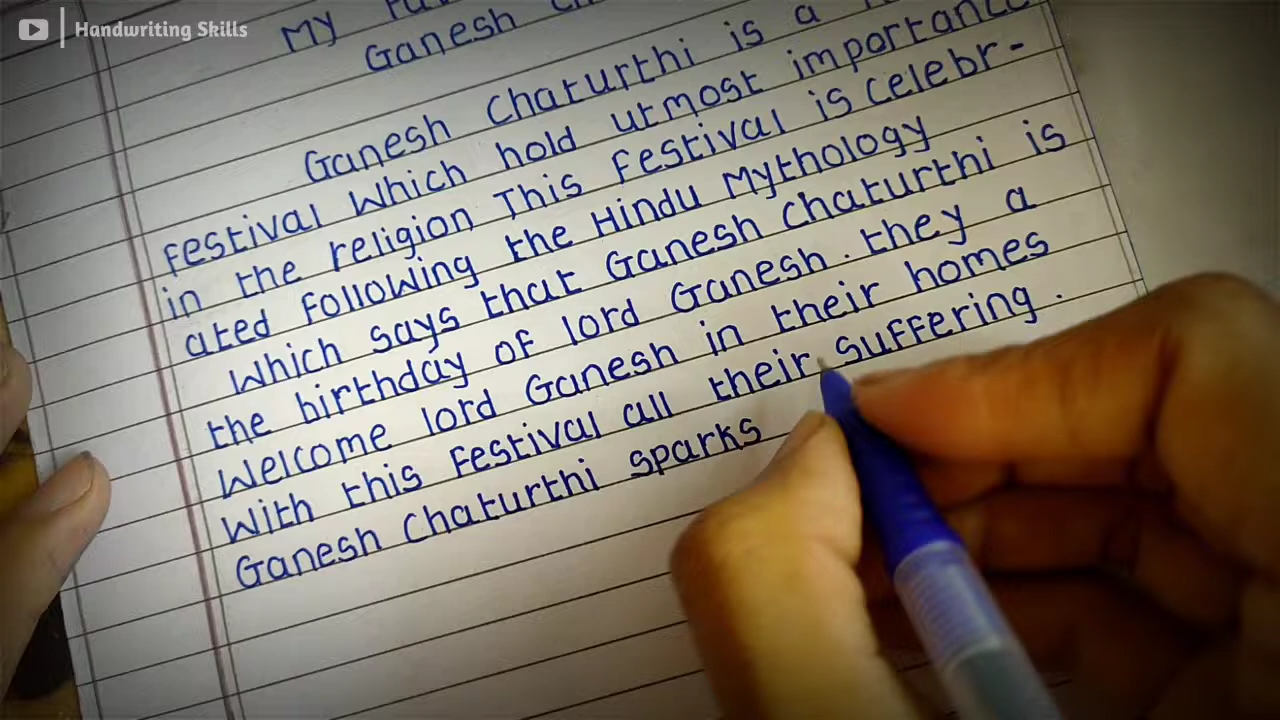 Handwriting Skills
My
Ganesh
Ganesh Chaturthi is a
Festival Which hold utmost importance
in the religion This Festival is celebr-
ated Following the Hindu Mythology
Which says that Ganesh Chaturthi is
the birthday of lord Ganesh. they a
Welcome lord Ganesh in their homes
With this Festival all their suffering.
Ganesh Chaturthi sparks